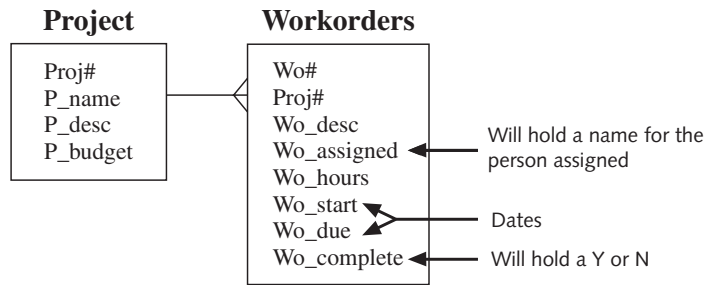 Project
Proj#
P_name
P_desc
P_budget
Workorders
Wo#
Proj#
Wo_desc
Wo_assigned
Wo_hours
Wo_start
Wo_due
Wo_complete
Will hold a name for the
person assigned
Dates
Will hold a Y or N